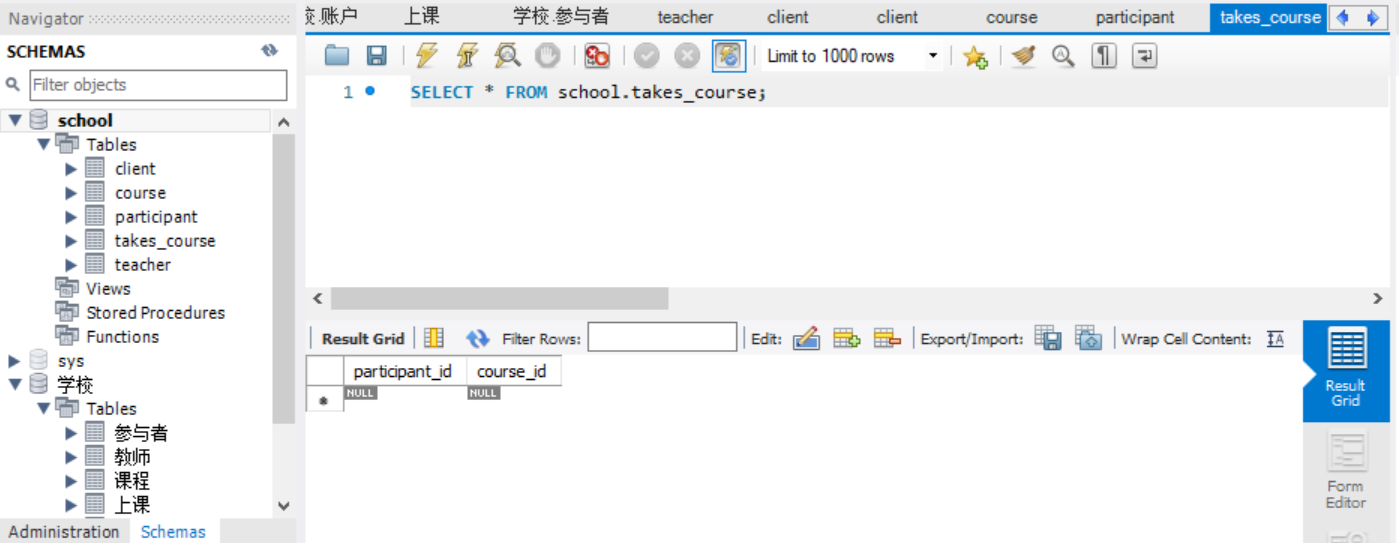 Navigator
SCHEMAS
Filter objects
school
Tables
client
course
participant
takes_course
teacher
Views
Stored Procedures
Functions
sys
学校
Tables
参与者
教师
课程
上课
Administration Schemas
校.账户 上课 学校.参与者 teacher client client course participant takes_course
Limit to 1000 rows
1 SELECT * FROM school.takes_course;
Result Grid Filter Rows: Edit: Export/Import: Wrap Cell Content: IA
participant_id course_id
NULL NULL
Result
Grid
Form
Editor